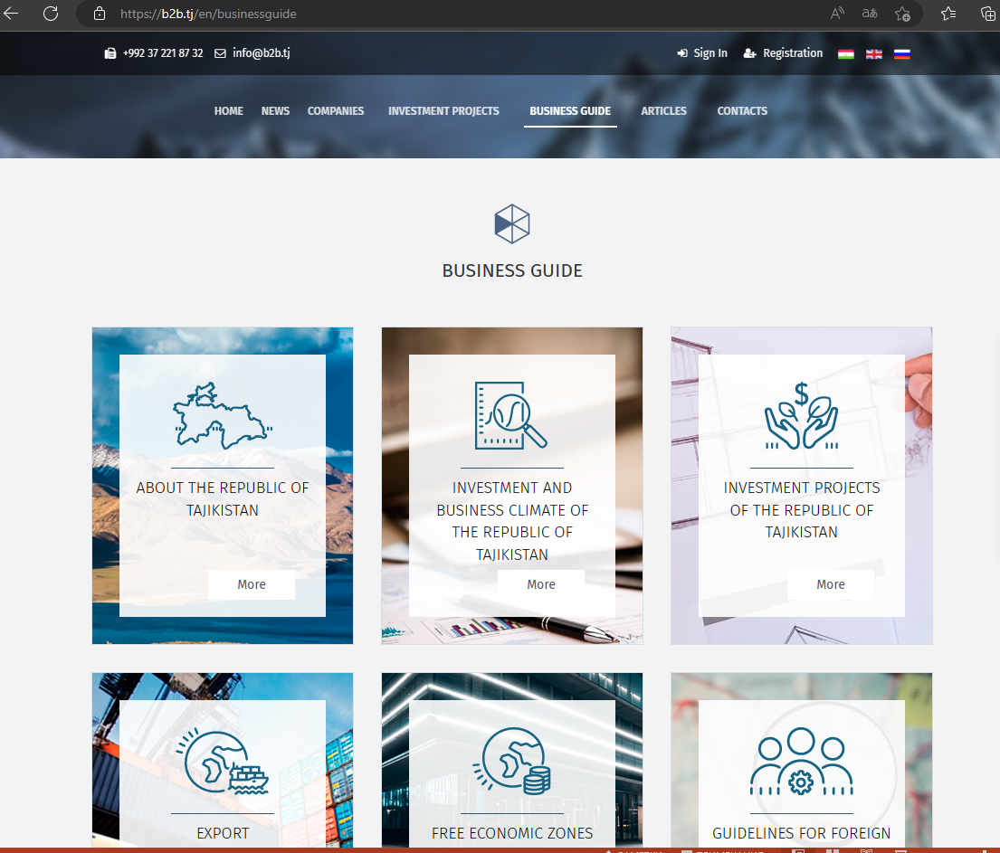 https://b2b.tj/en/businessguide
+992 37 221 87 32 info@b2b.tj Sign In Registration
HOME NEWS COMPANIES INVESTMENT PROJECTS BUSINESS GUIDE ARTICLES CONTACTS
BUSINESS GUIDE
ABOUT THE REPUBLIC OF
TAJIKISTAN
More
INVESTMENT AND
BUSINESS CLIMATE OF
THE REPUBLIC OF
TAJIKISTAN
More
INVESTMENT PROJECTS
OF THE REPUBLIC OF
TAJIKISTAN
More
EXPORT
FREE ECONOMIC ZONES
GUIDELINES FOR FOREIGN